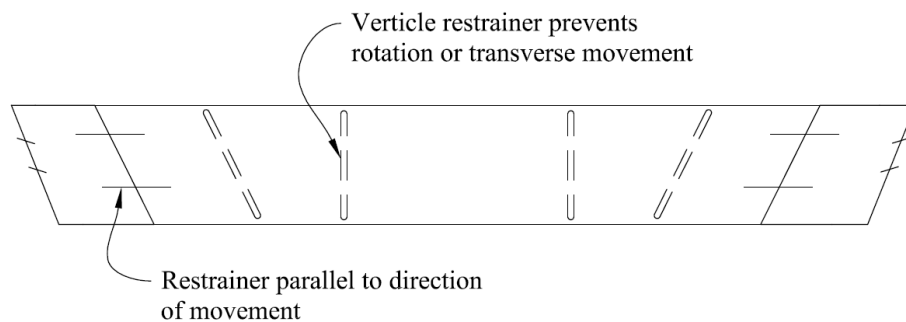 Verticle restrainer prevents
rotation or transverse movement
Restrainer parallel to direction
of movement